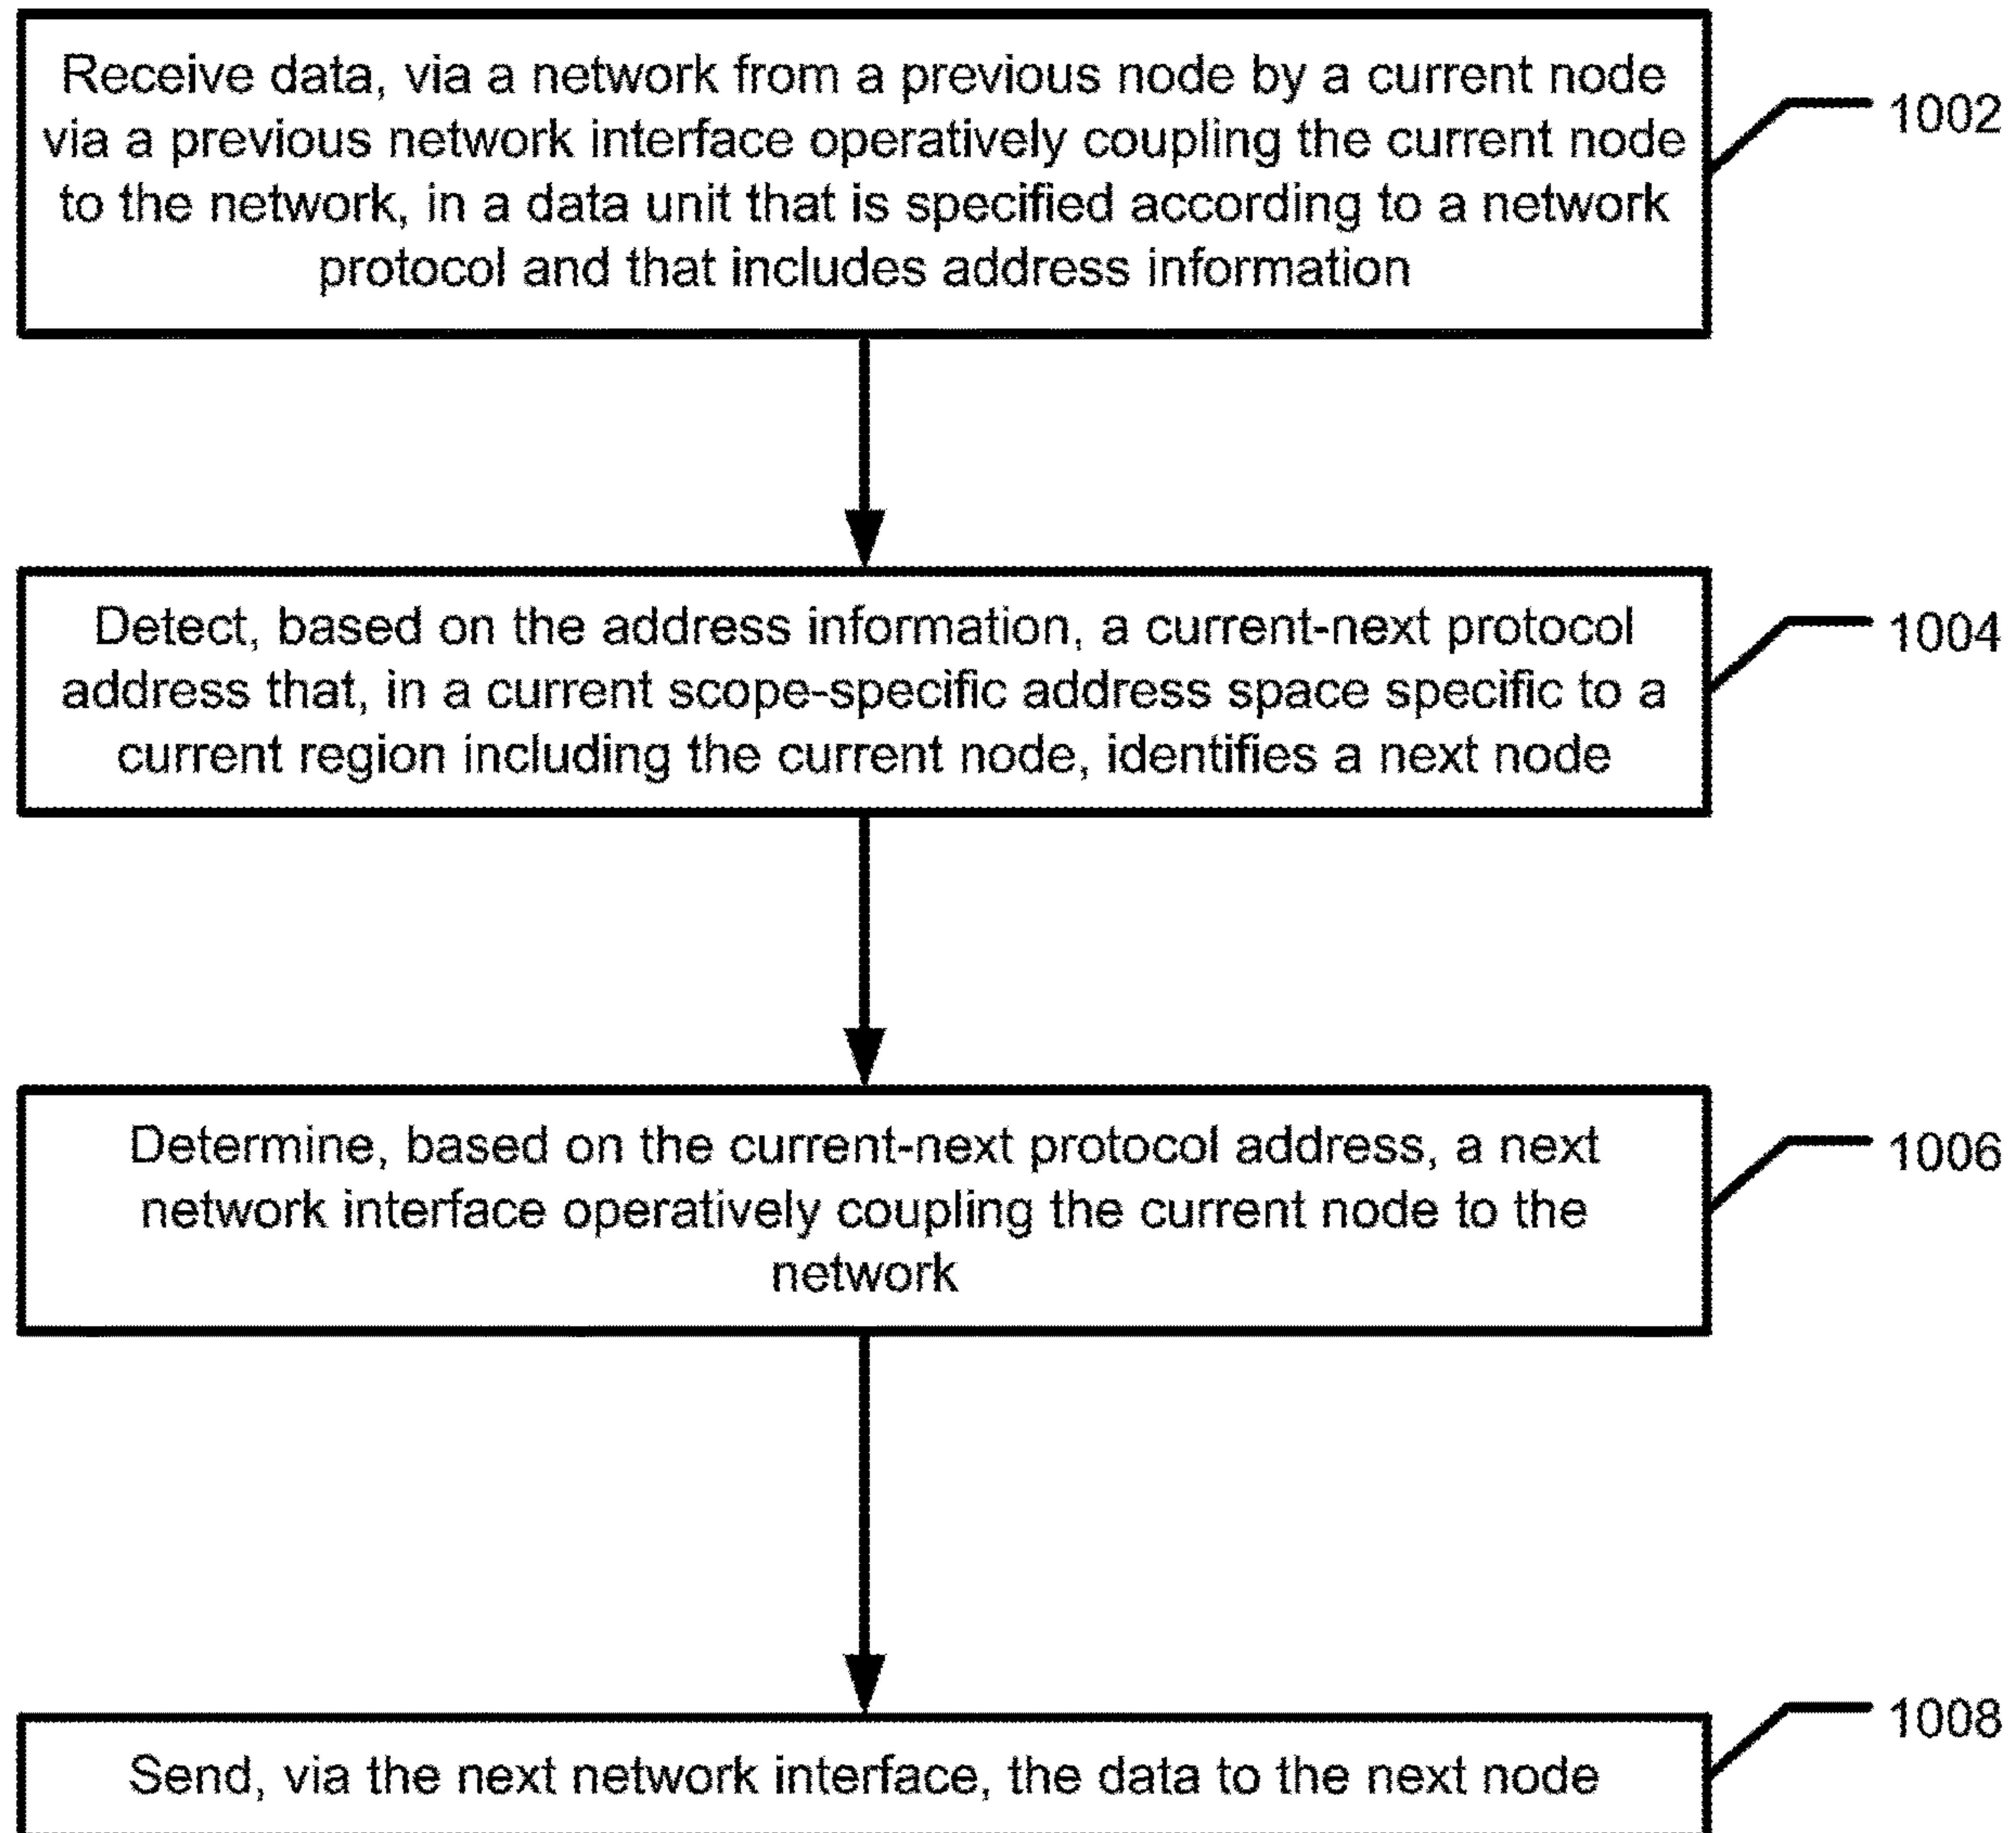 Receive data, via a network from a previous node by a current node
via a previous network interface operatively coupling the current node
to the network, in a data unit that is specified according to a network
protocol and that includes address information
1002
Detect, based on the address information, a current-next protocol
address that, in a current scope-specific address space specific to a
current region including the current node, identifies a next node
1004
Determine, based on the current-next protocol address, a next
network interface operatively coupling the current node to the
network
1006
Send, via the next network interface, the data to the next node
1008